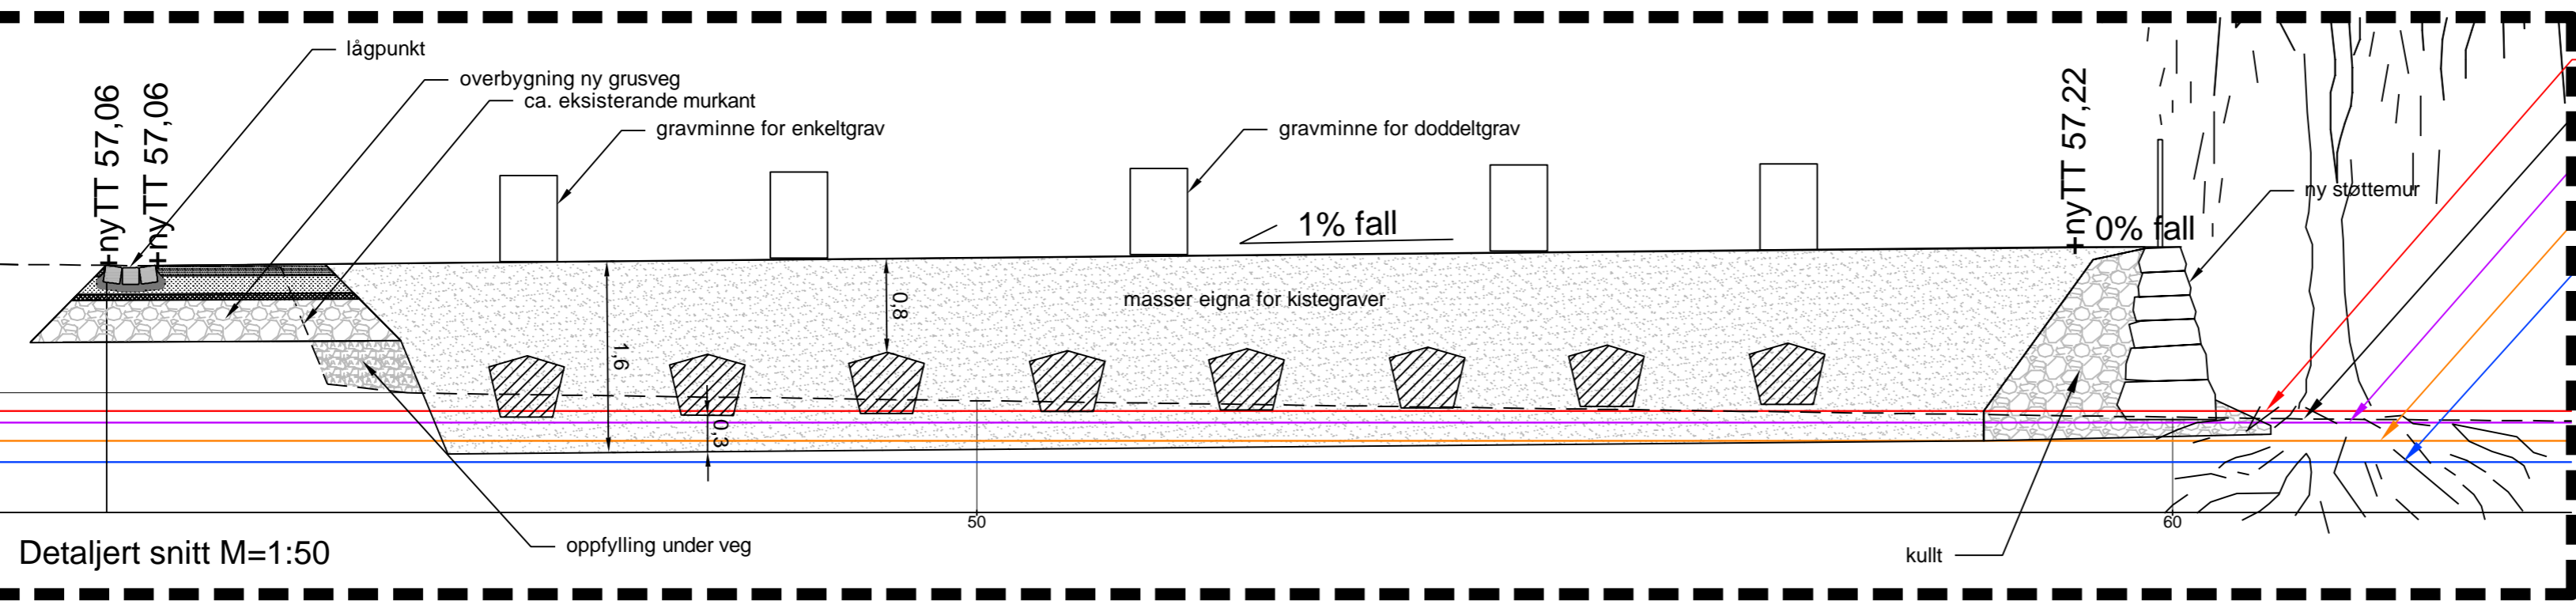 lågpunkt
overbygning ny grusveg
ca. eksisterande murkant
gravminne for enkeltgrav
gravminne for doddeltgrav
nyTT 57,06
nyTT 57,06
nyTT 57,22
ny støttemur
1% fall
0% fall
masser eigna for kistegraver
0,8
1,6
0,3
50
60
oppfylling under veg
kullt
Detaljert snitt M=1:50